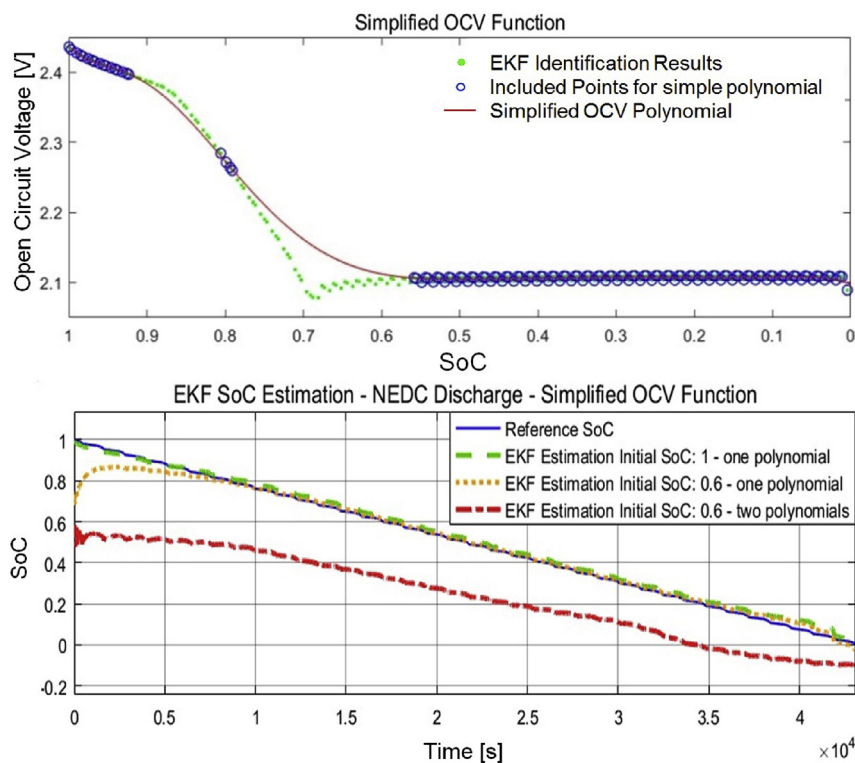 Simplified OCV Function
Open Circuit Voltage [V]
2.4
2.3
2.2
2.1
EKF Identification Results
Included Points for simple polynomial
Simplified OCV Polynomial
1 0.9 0.8 0.7 0.6 0.5 0.4 0.3 0.2 0.1 0
SoC
EKF SoC Estimation - NEDC Discharge - Simplified OCV Function
SoC
1
0.8
0.6
0.4
0.2
0
-0.2
Reference SoC
EKF Estimation Initial SoC: 1 - one polynomial
EKF Estimation Initial SoC: 0.6 - one polynomial
EKF Estimation Initial SoC: 0.6 - two polynomials
0 0.5 1 1.5 2 2.5 3 3.5 4
×10⁴
Time [s]